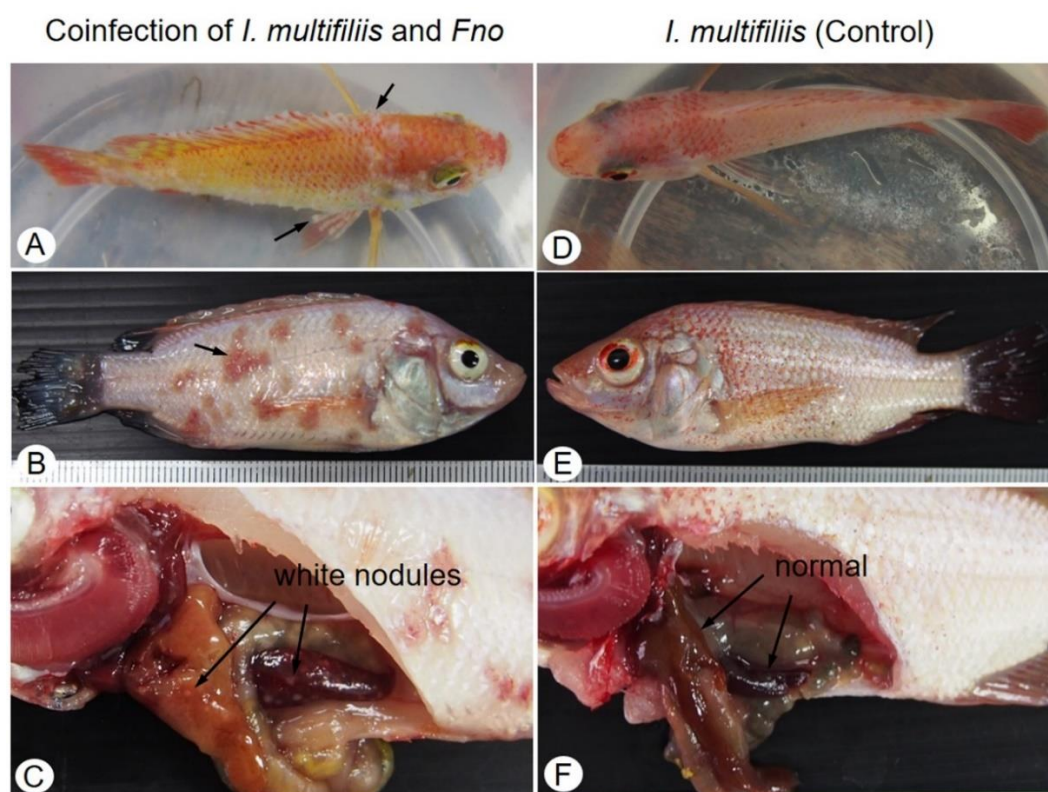 Coinfection of I. multifiliis and Fno
I. multifiliis (Control)
A
D
B
E
white nodules
normal
C
F